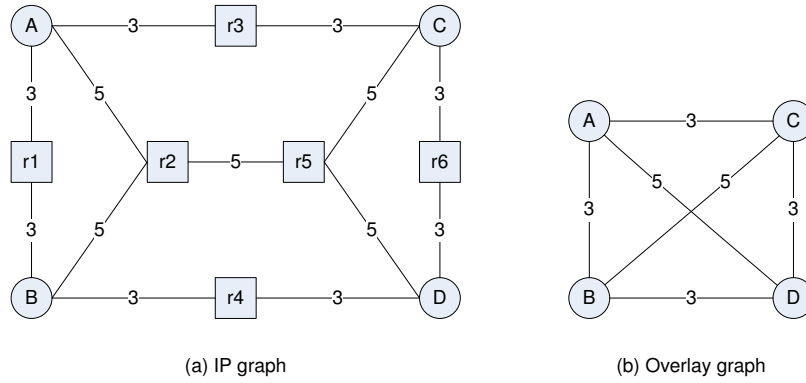 A 3 r3 3 C
3 5 5 3
A 3 C
r1 r2 5 r5 r6
5 5
3 3
3 5 5 3
B 3 r4 3 D
B 3 D
(a) IP graph
(b) Overlay graph